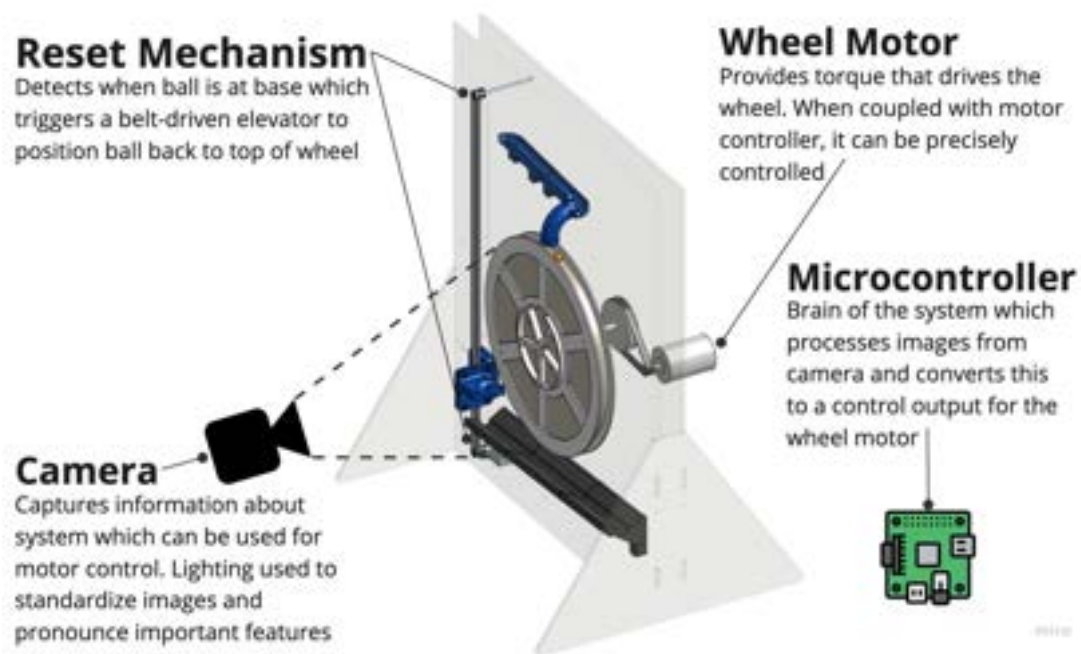 Reset Mechanism
Detects when ball is at base which
triggers a belt-driven elevator to
position ball back to top of wheel
Wheel Motor
Provides torque that drives the
wheel. When coupled with motor
controller, it can be precisely
controlled
Microcontroller
Brain of the system which
processes images from
camera and converts this
to a control output for the
wheel motor
Camera
Captures information about
system which can be used for
motor control. Lighting used to
standardize images and
pronounce important features
miro